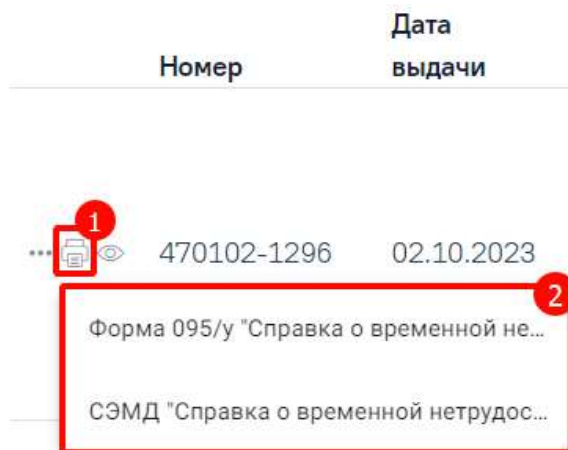 Номер
Дата
выдачи
1
470102-1296 02.10.2023
2
Форма 095/у "Справка о временной не...
СЭМД "Справка о временной нетрудос...